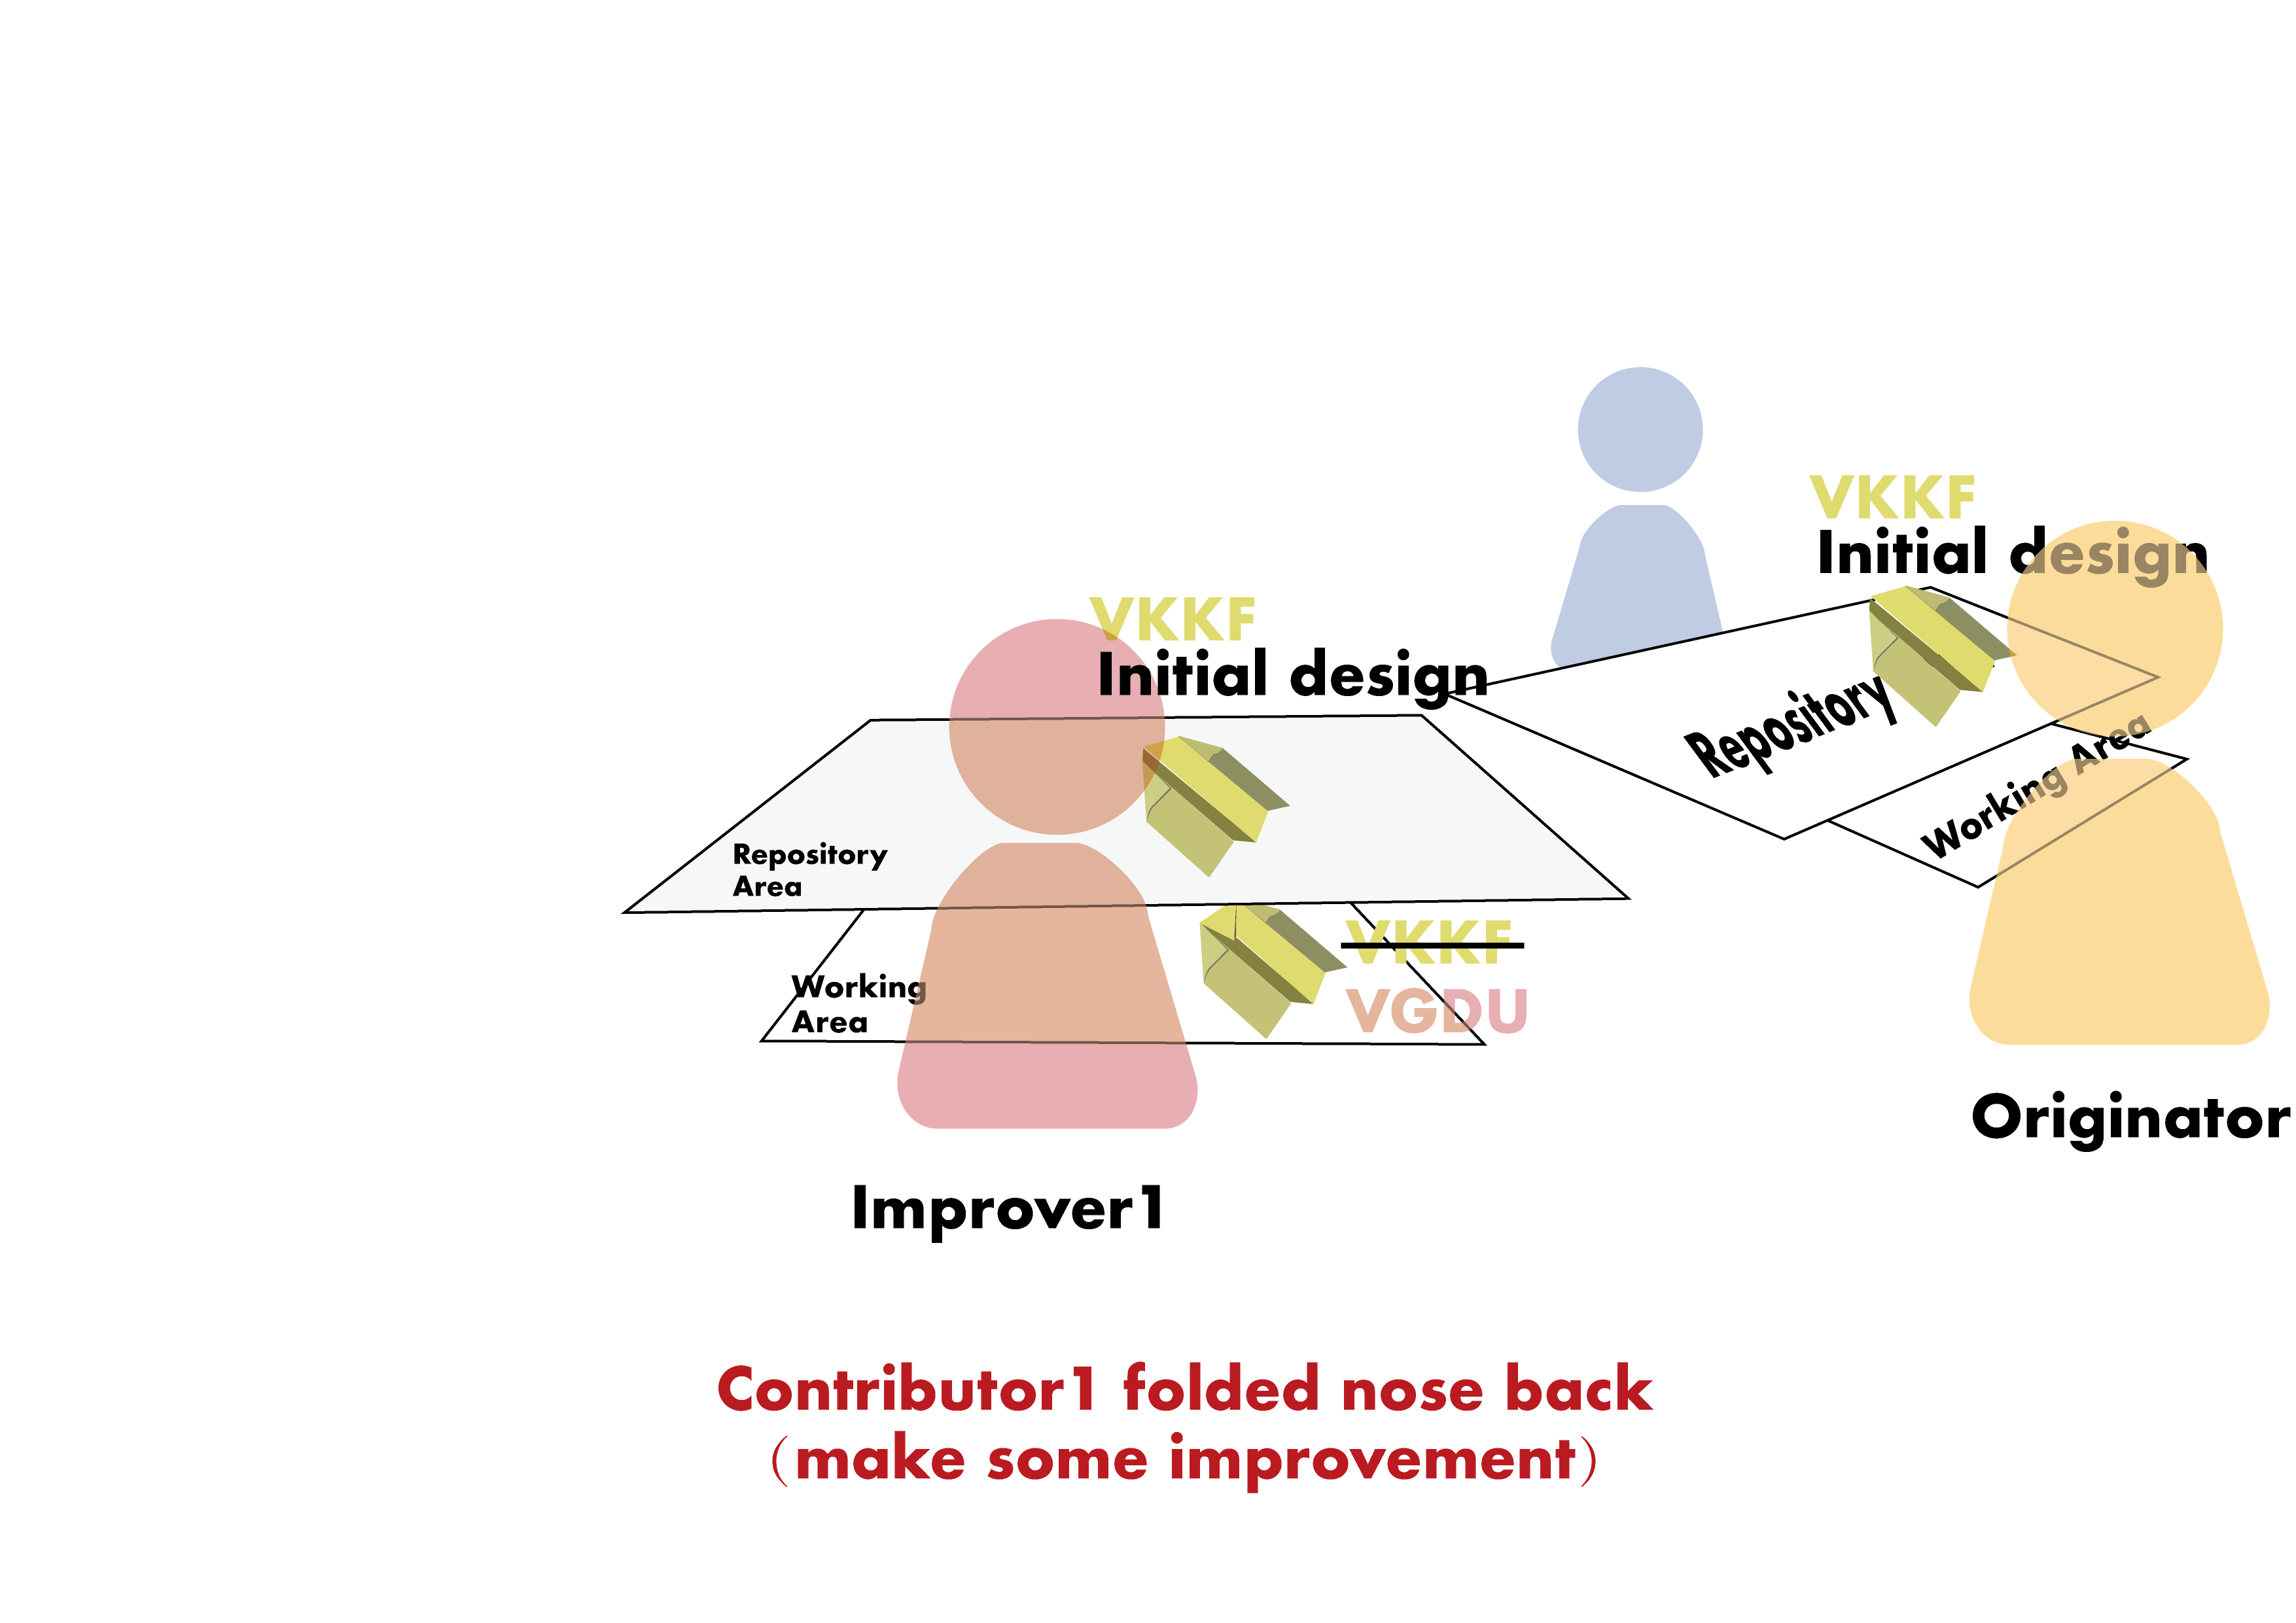 VKKF
Initial design
VKKF
Initial design
Repository
Working Area
Repository
Area
VKKF
Working
Area
VGDU
Originator
Improver1
Contributor1 folded nose back
(make some improvement)